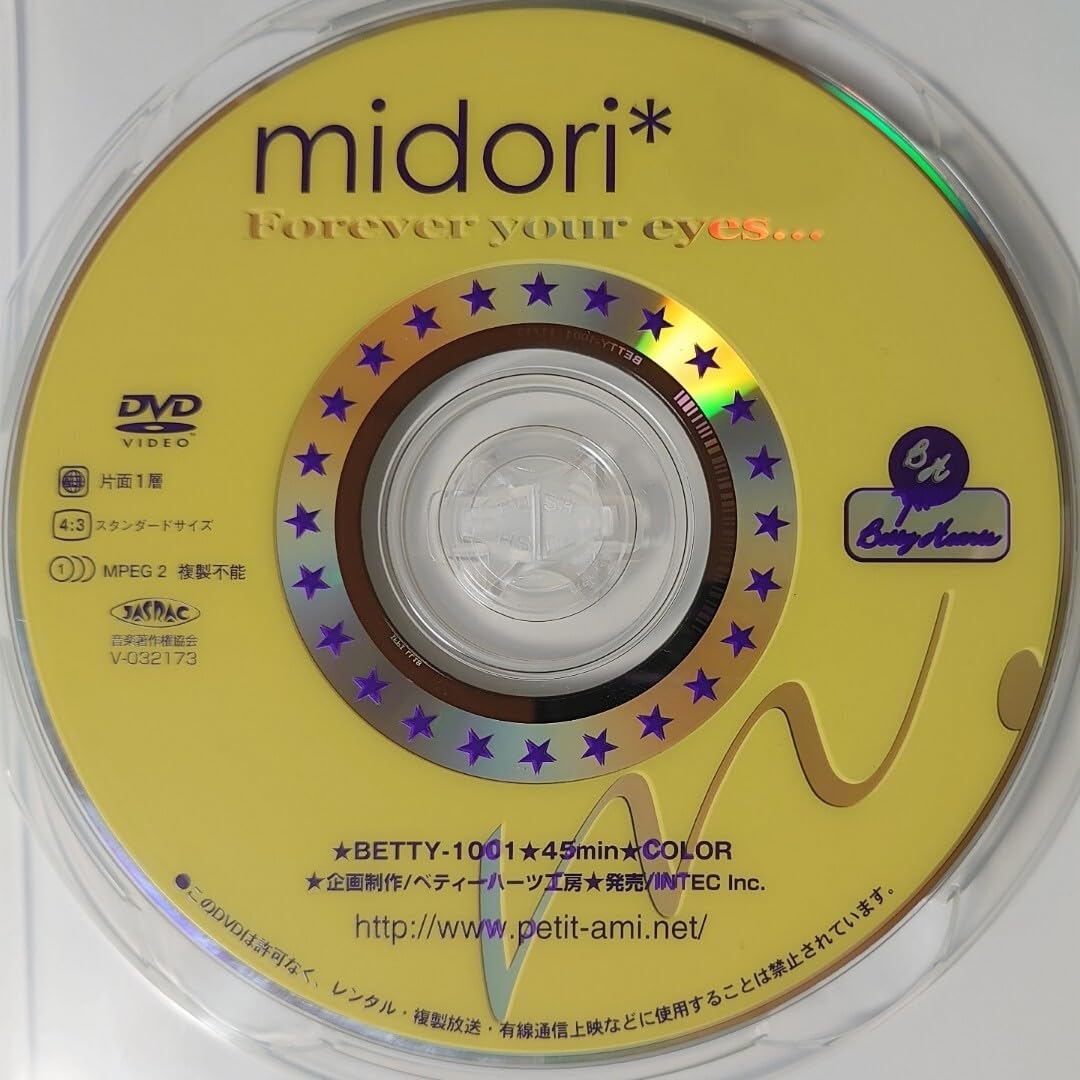 midori*
Forever your eyes...
BETTY-1001
DVD
VIDEO™
片面1層
4:3 スタンダードサイズ
1 MPEG 2 複製不能
JASRAC
音楽著作権協会
V-032173
BH
Betty Hearts
★BETTY-1001★45min★COLOR
★企画制作/ベティーハーツ工房★発売/INTEC Inc.
http://www.petit-ami.net/
●このDVDは許可なく、レンタル・複製放送・有線通信上映などに使用することは禁止されています。